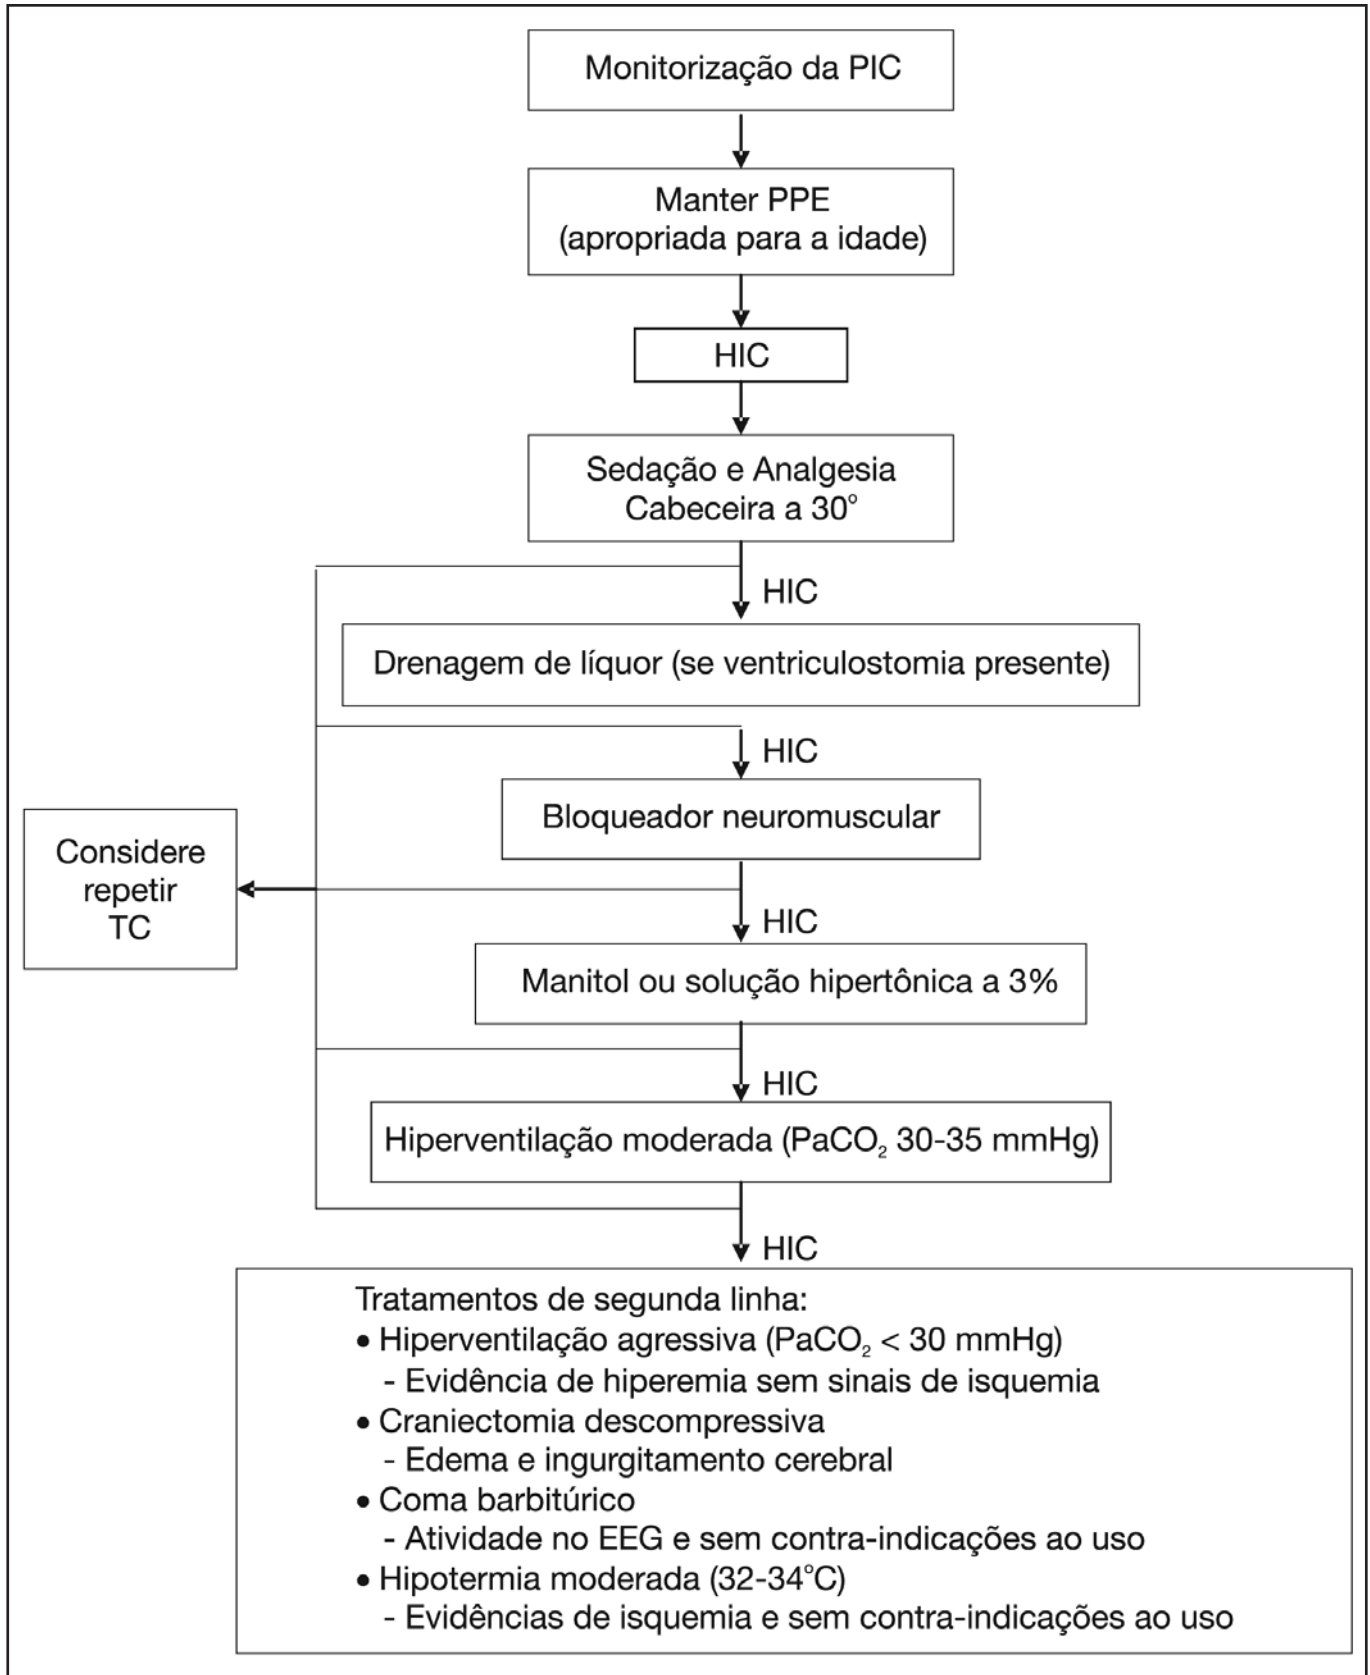 Monitorização da PIC
Manter PPE
(apropriada para a idade)
HIC
Sedação e Analgesia
Cabeceira a 30°
HIC
Drenagem de líquor (se ventriculostomia presente)
HIC
Bloqueador neuromuscular
Considere
repetir
TC
HIC
Manitol ou solução hipertônica a 3%
HIC
Hiperventilação moderada (PaCO₂ 30-35 mmHg)
HIC
Tratamentos de segunda linha:
• Hiperventilação agressiva (PaCO₂ < 30 mmHg)
- Evidência de hiperemia sem sinais de isquemia
• Craniectomia descompressiva
- Edema e ingurgitamento cerebral
• Coma barbitúrico
- Atividade no EEG e sem contra-indicações ao uso
• Hipotermia moderada (32-34°C)
- Evidências de isquemia e sem contra-indicações ao uso